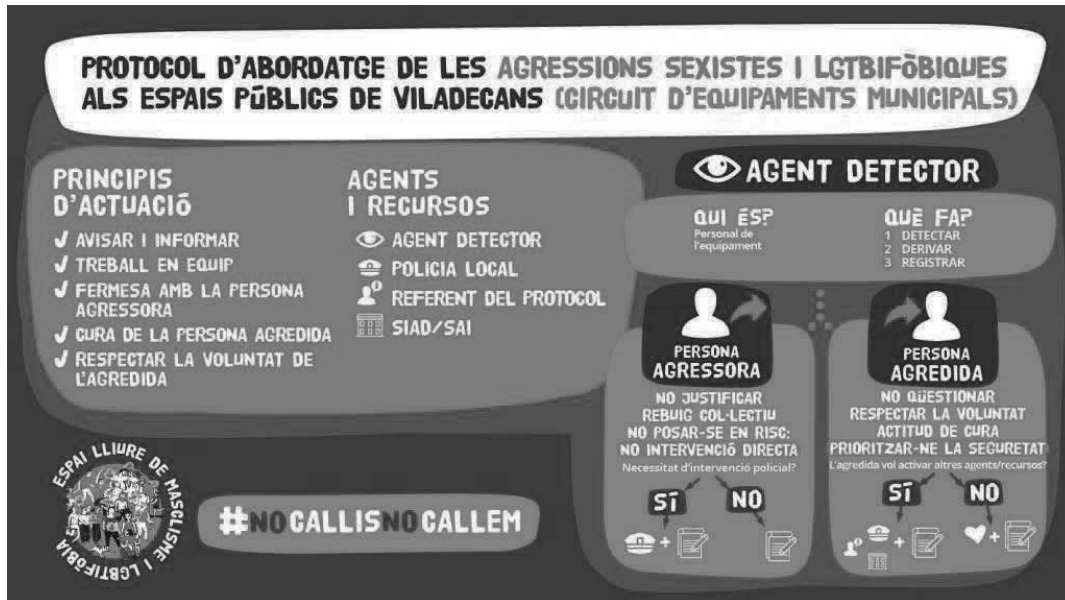 PROTOCOL D'ABORDATGE DE LES AGRESSIONS SEXISTES I LGTBIFÒBIQUES
ALS ESPAIS PÚBLICS DE VILADECANS (CIRCUIT D'EQUIPAMENTS MUNICIPALS)
PRINCIPIS
D'ACTUACIÓ
AVISAR I INFORMAR
TREBALL EN EQUIP
FERMESA AMB LA PERSONA
AGRESSORA
CURA DE LA PERSONA AGREDIDA
RESPECTAR LA VOLUNTAT DE
L'AGREDIDA
AGENTS
I RECURSOS
AGENT DETECTOR
POLICIA LOCAL
REFERENT DEL PROTOCOL
SIAD/SAI
AGENT DETECTOR
QUI ÉS?
Personal de
l'equipament
QUÈ FA?
1 DETECTAR
2 DERIVAR
3 REGISTRAR
PERSONA
AGRESSORA
NO JUSTIFICAR
REBUIG COL·LECTIU
NO POSAR-SE EN RISC:
NO INTERVENCIÓ DIRECTA
Necessitat d'intervenció policial?
SÍ
NO
+
PERSONA
AGREDIDA
NO QÜESTIONAR
RESPECTAR LA VOLUNTAT
ACTITUD DE CURA
PRIORITZAR-NE LA SEGURETAT
L'agredida vol activar altres agents/recursos?
SÍ
NO
+
+
ESPAI LLIURE DE MASCLISME I LGBTIFÒBIA
#NOCALLISNOCALLEM